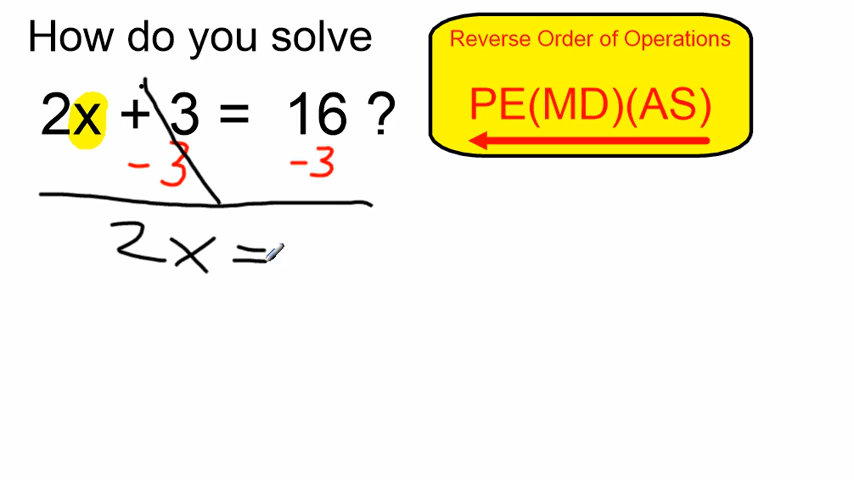 How do you solve
2x + 3 = 16 ?
- 3 -3
2x =
Reverse Order of Operations
PE(MD)(AS)